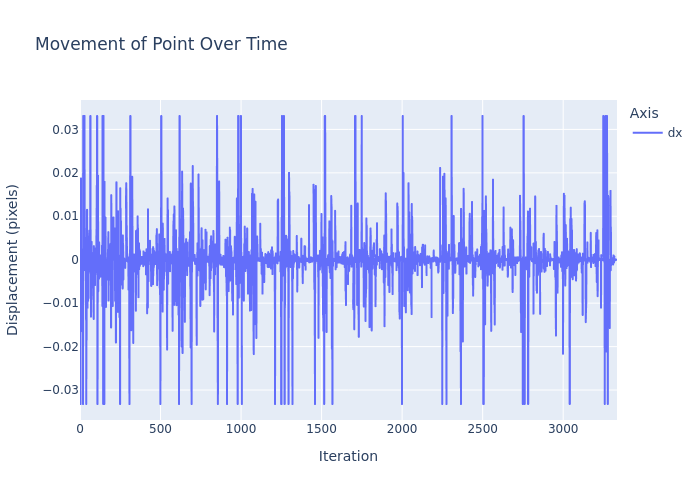 Movement of Point Over Time
Axis
dx
Displacement (pixels)
0.03
0.02
0.01
0
−0.01
−0.02
−0.03
0 500 1000 1500 2000 2500 3000
Iteration